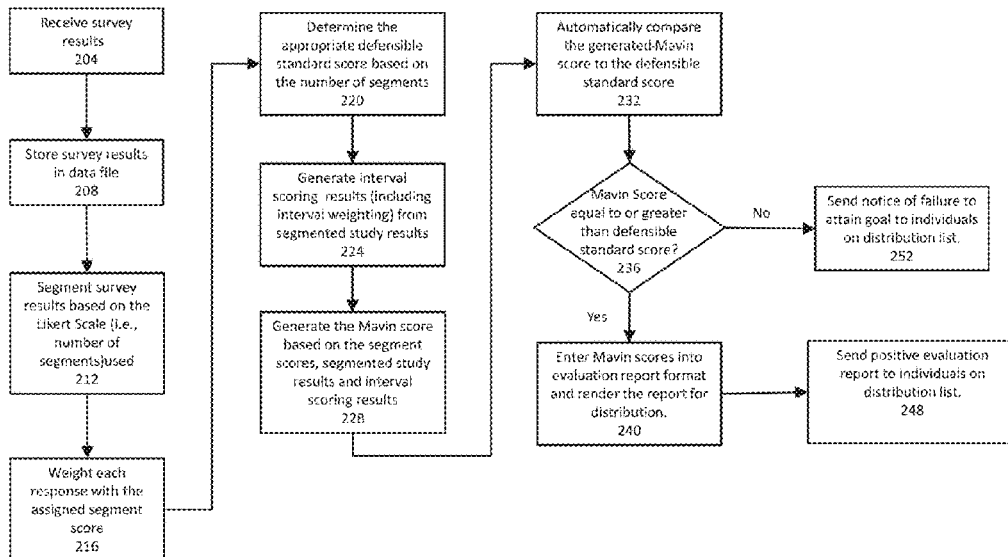 Receive survey
results
204
Store survey results
in data file
208
Segment survey
results based on the
Likert Scale (i.e.,
number of
segments)used
212
Weight each
response with the
assigned segment
score
216
Determine the
appropriate defensible
standard score based on
the number of segments
220
Generate interval
scoring results (including
interval weighting) from
segmented study results
224
Generate the Mavin score
based on the segment
scores, segmented study
results and interval
scoring results
228
Automatically compare
the generated-Mavin
score to the defensible
standard score
232
Mavin Score
equal to or greater
than defensible
standard score?
236
No
Send notice of failure to
attain goal to individuals
on distribution list.
252
Yes
Enter Mavin scores into
evaluation report format
and render the report for
distribution.
240
Send positive evaluation
report to individuals on
distribution list.
248